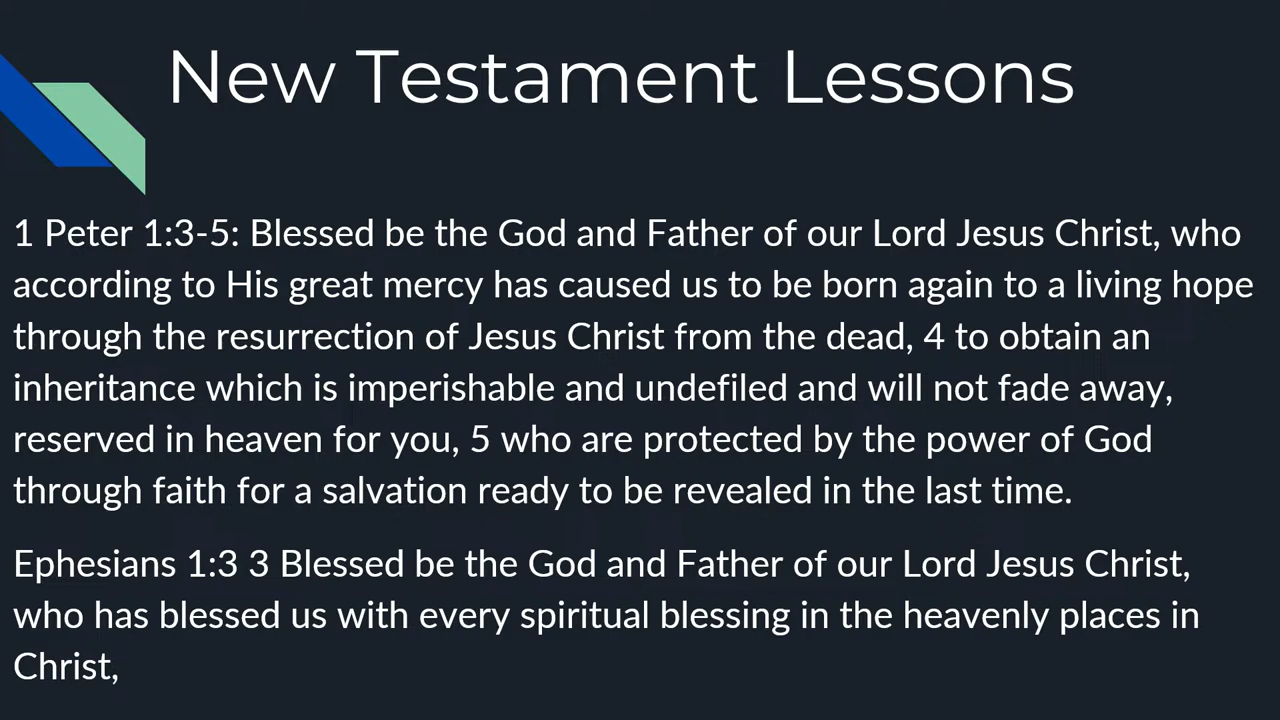 New Testament Lessons
1 Peter 1:3-5: Blessed be the God and Father of our Lord Jesus Christ, who
according to His great mercy has caused us to be born again to a living hope
through the resurrection of Jesus Christ from the dead, 4 to obtain an
inheritance which is imperishable and undefiled and will not fade away,
reserved in heaven for you, 5 who are protected by the power of God
through faith for a salvation ready to be revealed in the last time.
Ephesians 1:3 3 Blessed be the God and Father of our Lord Jesus Christ,
who has blessed us with every spiritual blessing in the heavenly places in
Christ,